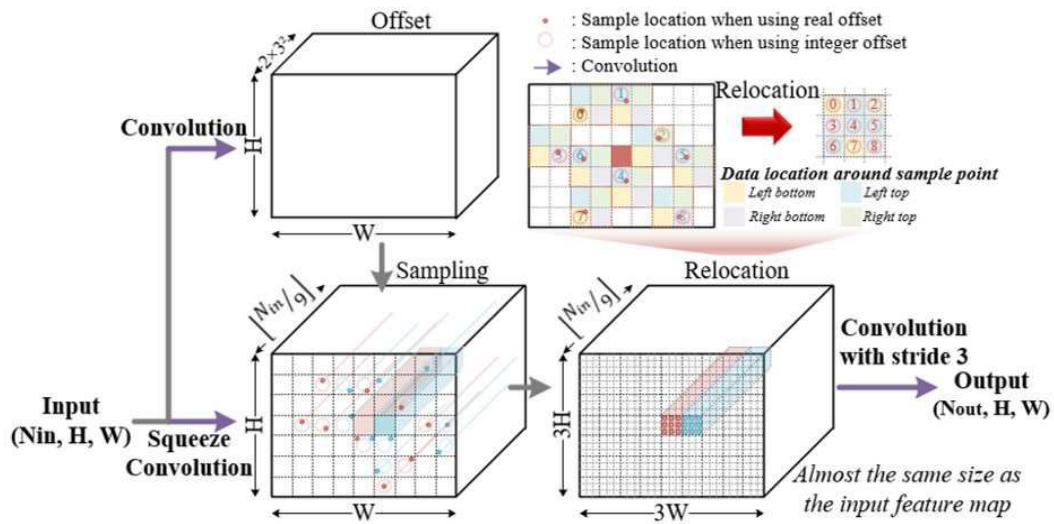 Offset
: Sample location when using real offset
: Sample location when using integer offset
: Convolution
2×3²
H
W
Convolution
Relocation
0 1 2
3 4 5
6 7 8
Data location around sample point
Left bottom
Left top
Right bottom
Right top
Sampling
Relocation
⌈Nin/9⌉
H
W
⌈Nin/9⌉
3H
3W
Input
(Nin, H, W)
Squeeze
Convolution
Convolution
with stride 3
Output
(Nout, H, W)
Almost the same size as
the input feature map